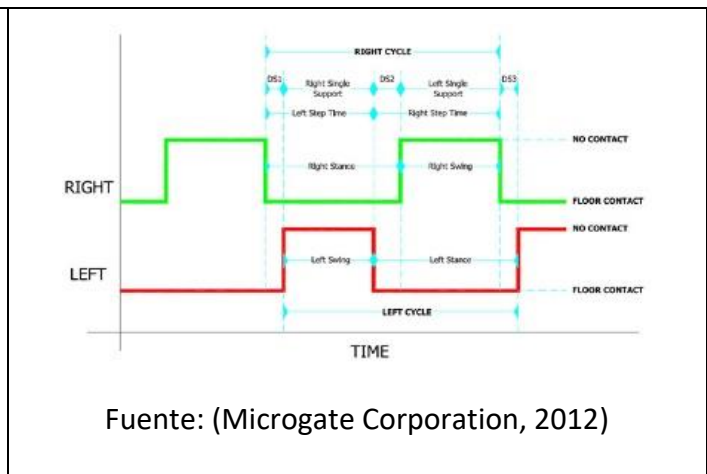 RIGHT CYCLE
DS1 Right Single Support DS2 Left Single Support DS3
Left Step Time Right Step Time
NO CONTACT
Right Stance Right Swing
RIGHT
FLOOR CONTACT
NO CONTACT
LEFT
Left Swing Left Stance
FLOOR CONTACT
LEFT CYCLE
TIME
Fuente: (Microgate Corporation, 2012)